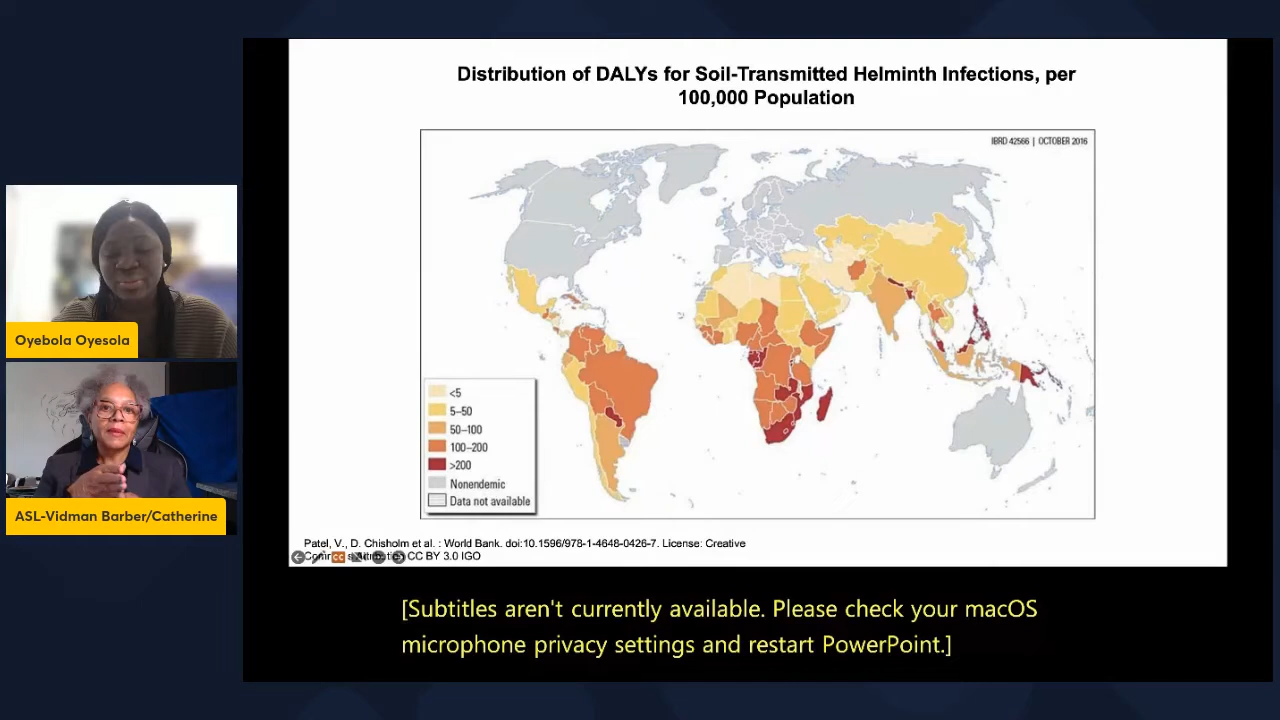 Distribution of DALYs for Soil-Transmitted Helminth Infections, per
100,000 Population
IBRD 42566 | OCTOBER 2016
<5
5–50
50–100
100–200
>200
Nonendemic
Data not available
Patel, V., D. Chisholm et al. : World Bank. doi:10.1596/978-1-4648-0426-7. License: Creative
CC BY 3.0 IGO
Oyebola Oyesola
ASL-Vidman Barber/Catherine
[Subtitles aren't currently available. Please check your macOS
microphone privacy settings and restart PowerPoint.]